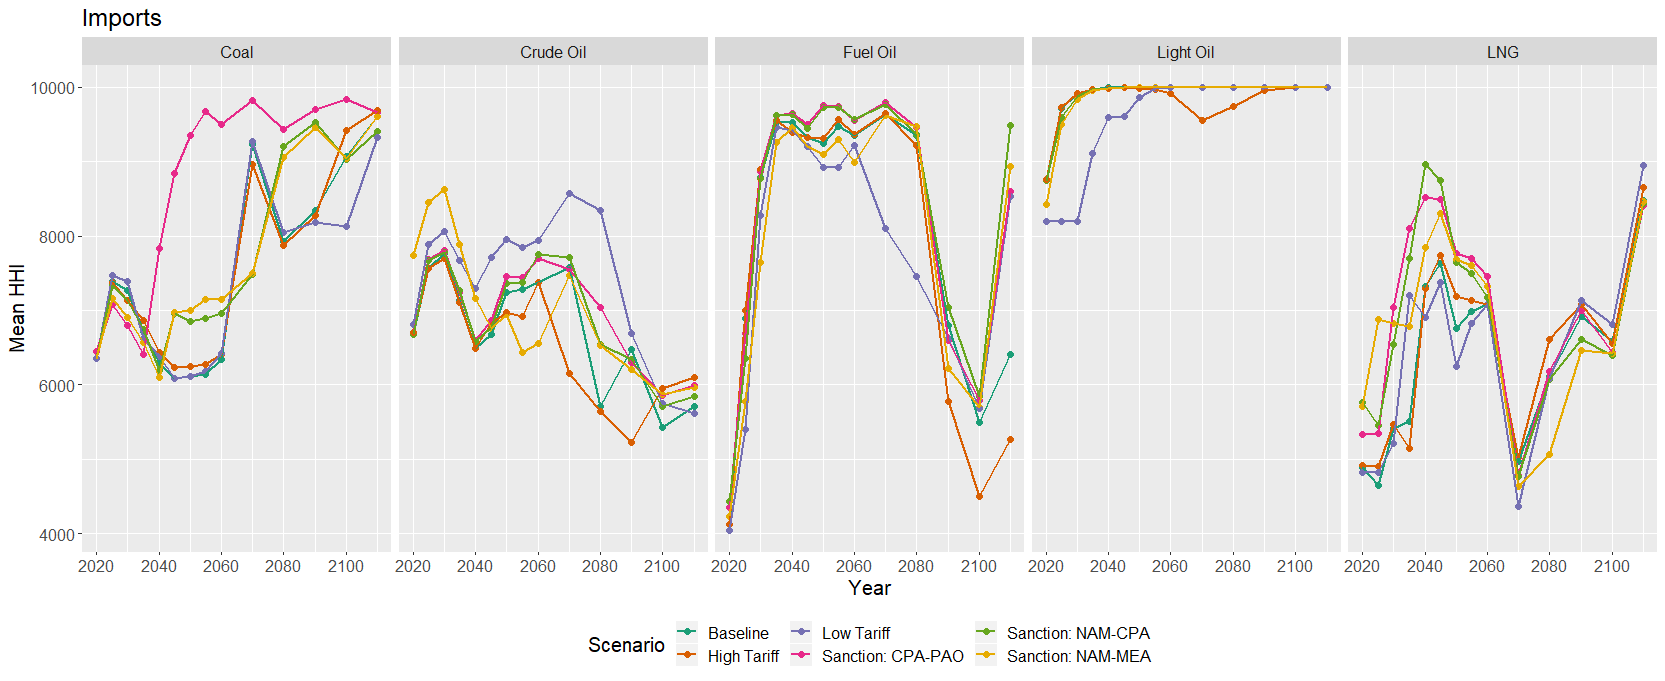 Imports
Coal Crude Oil Fuel Oil Light Oil LNG
10000
8000
6000
4000
Mean HHI
2020 2040 2060 2080 2100 2020 2040 2060 2080 2100 2020 2040 2060 2080 2100 2020 2040 2060 2080 2100 2020 2040 2060 2080 2100
Year
Scenario
Baseline Low Tariff Sanction: NAM-CPA
High Tariff Sanction: CPA-PAO Sanction: NAM-MEA